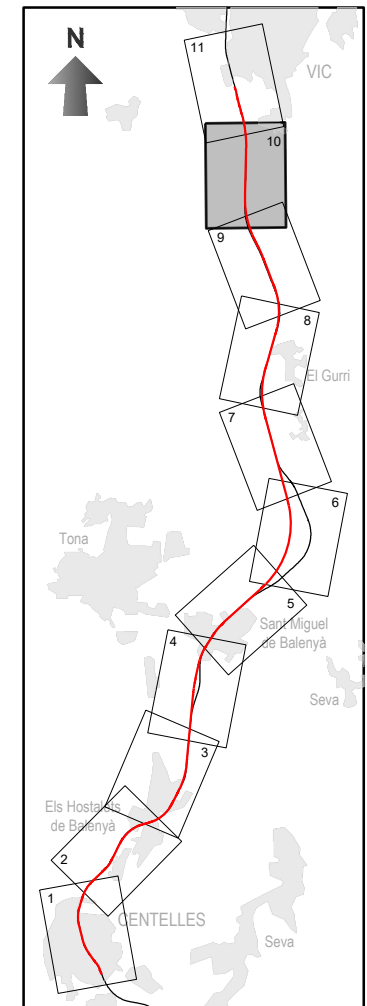 11
N
VIC
10
9
8
El Gurri
7
6
Tona
5
Sant Miguel
de Balenyà
4
Seva
3
Els Hostalets
de Balenyà
2
1
CENTELLES
Seva